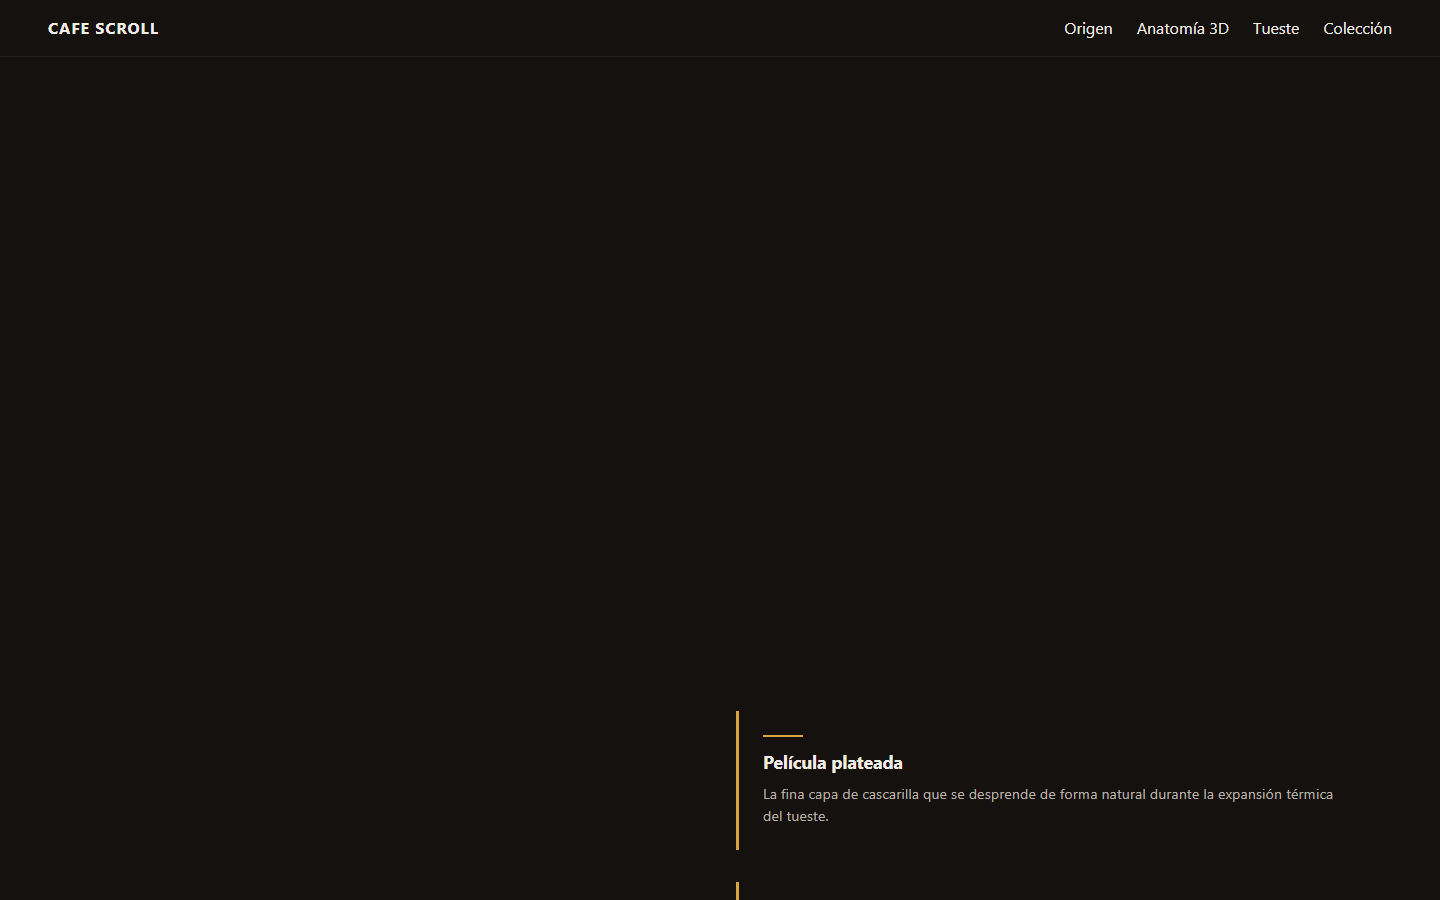 CAFE SCROLL
Origen
Anatomía 3D
Tueste
Colección
Película plateada
La fina capa de cascarilla que se desprende de forma natural durante la expansión térmica
del tueste.